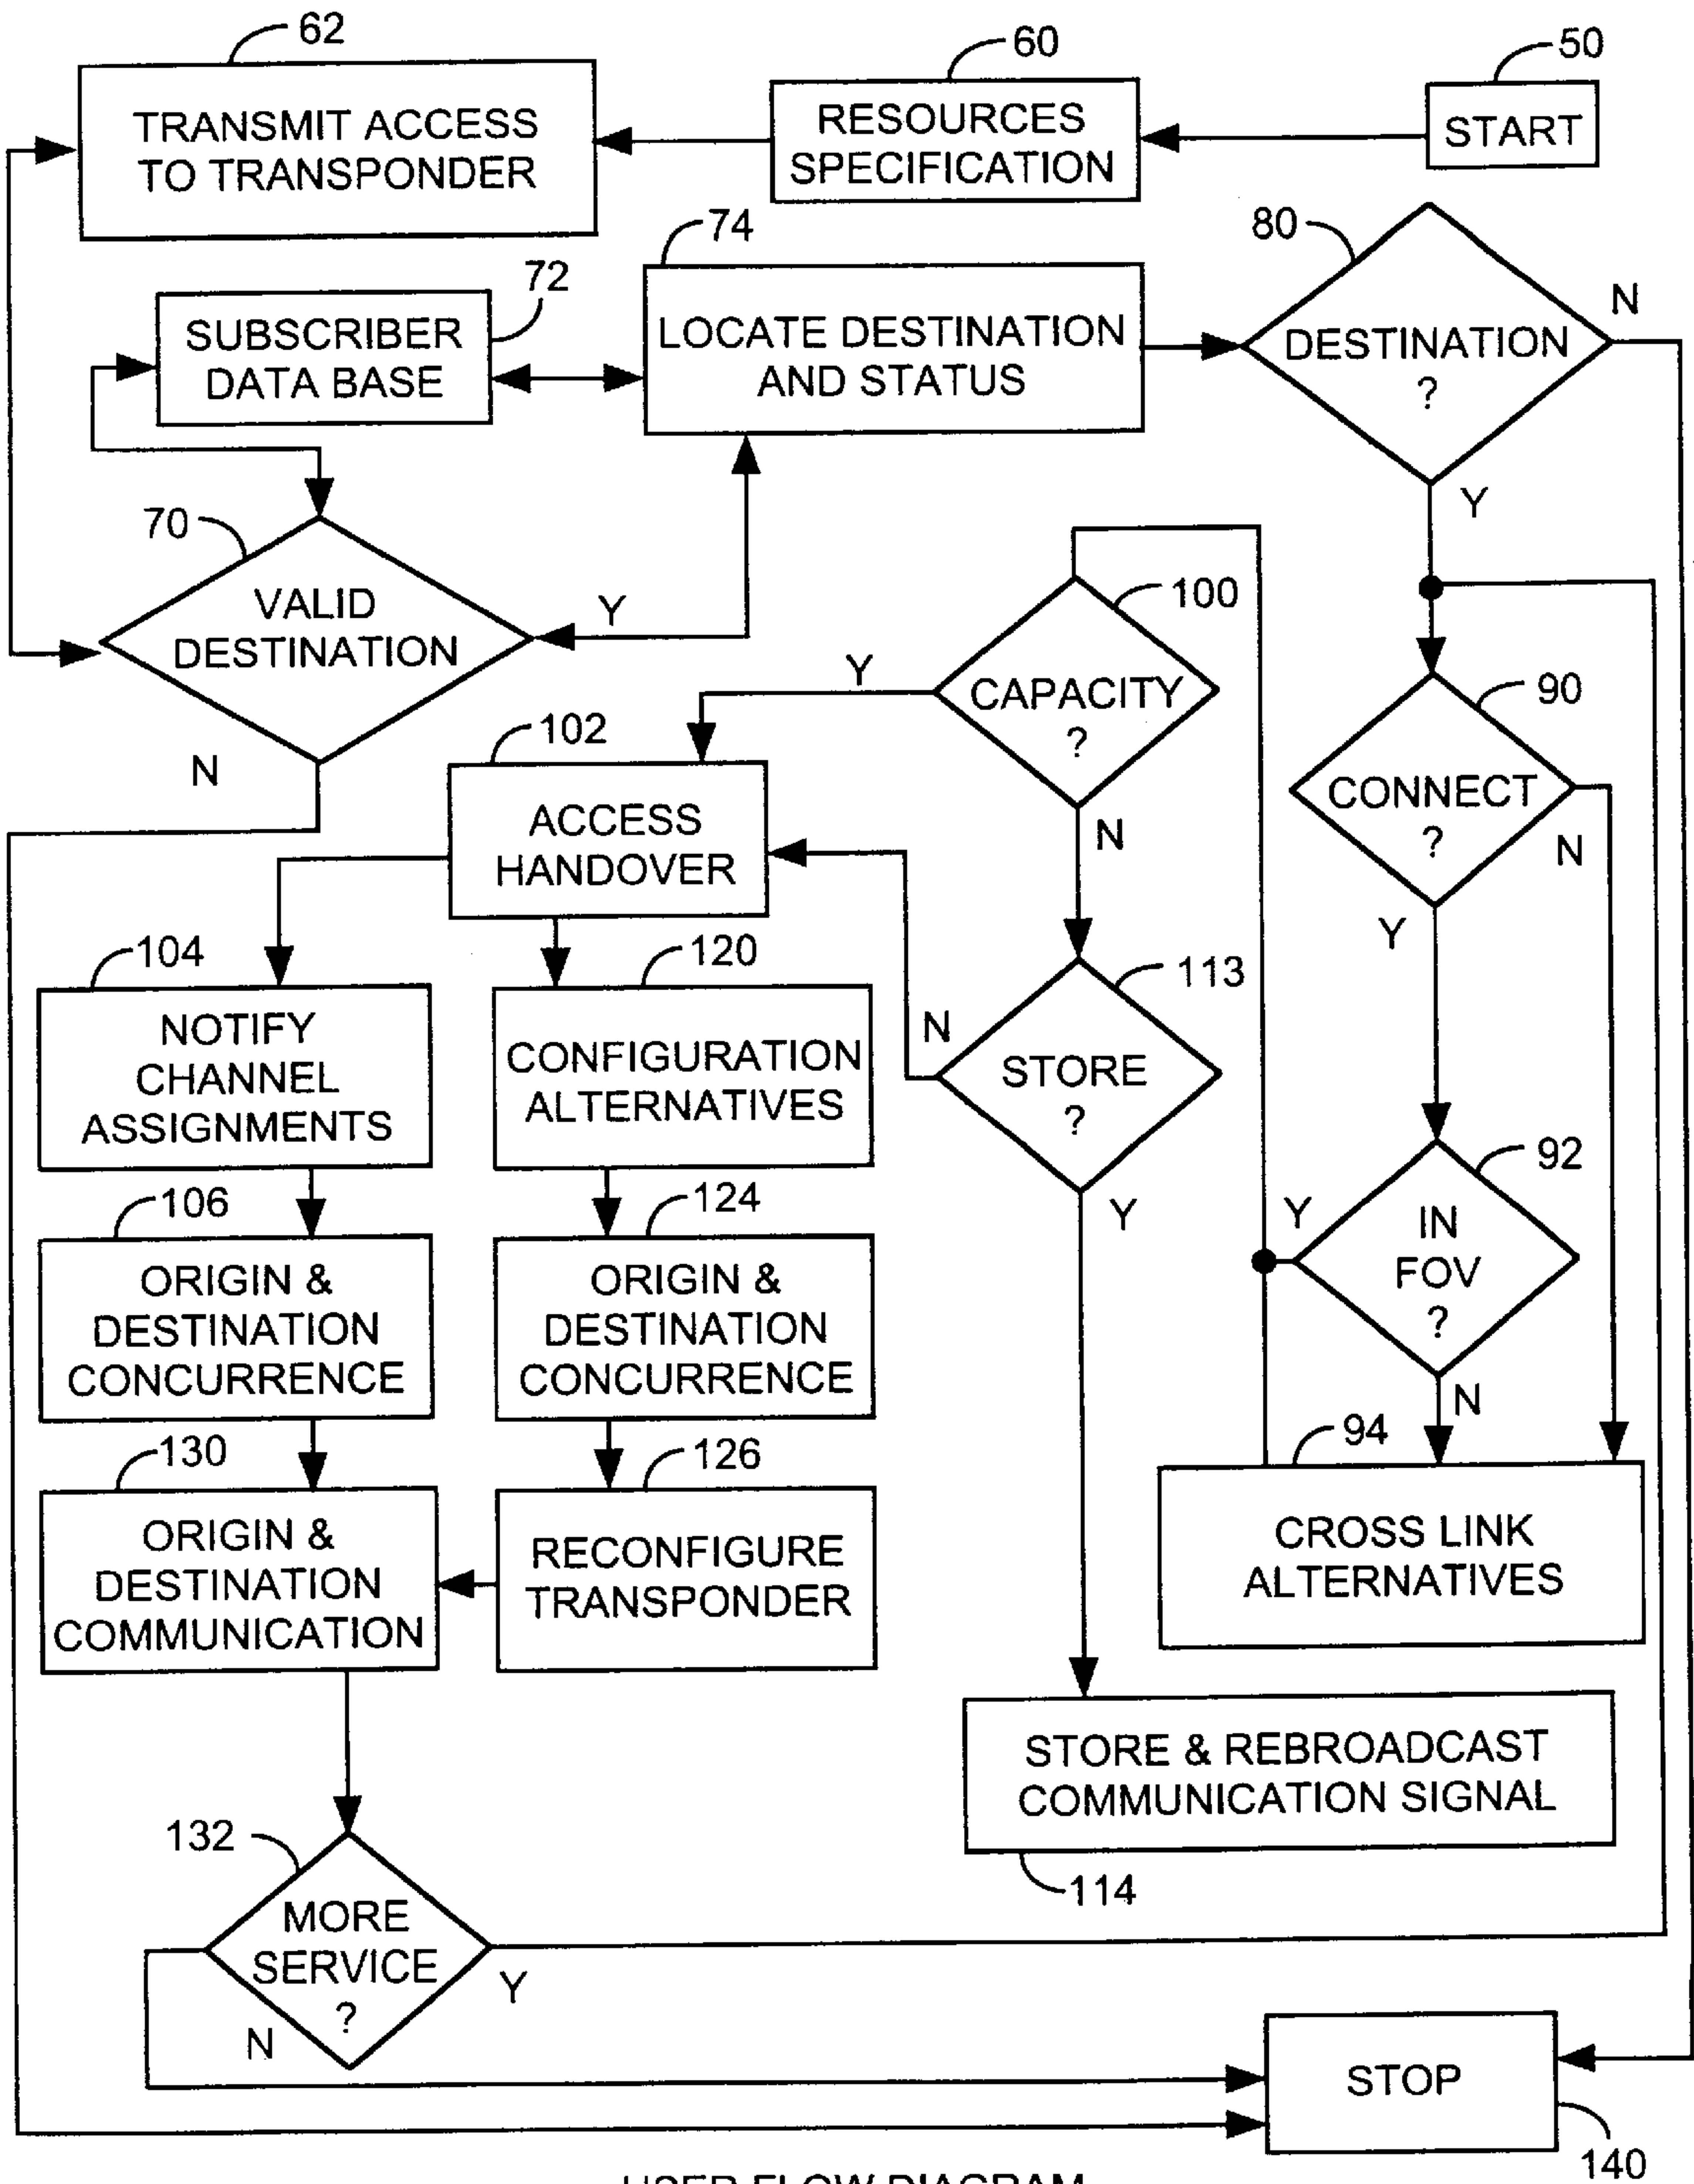 62
60
50
TRANSMIT ACCESS
TO TRANSPONDER
RESOURCES
SPECIFICATION
START
72
SUBSCRIBER
DATA BASE
74
LOCATE DESTINATION
AND STATUS
80
DESTINATION
?
N
Y
70
VALID
DESTINATION
Y
N
100
CAPACITY
?
Y
N
90
CONNECT
?
N
Y
102
ACCESS
HANDOVER
104
NOTIFY
CHANNEL
ASSIGNMENTS
120
CONFIGURATION
ALTERNATIVES
113
STORE
?
N
Y
92
IN
FOV
?
Y
N
106
ORIGIN &
DESTINATION
CONCURRENCE
124
ORIGIN &
DESTINATION
CONCURRENCE
94
CROSS LINK
ALTERNATIVES
130
ORIGIN &
DESTINATION
COMMUNICATION
126
RECONFIGURE
TRANSPONDER
STORE & REBROADCAST
COMMUNICATION SIGNAL
114
132
MORE
SERVICE
?
Y
N
STOP
140
USER FLOW DIAGRAM